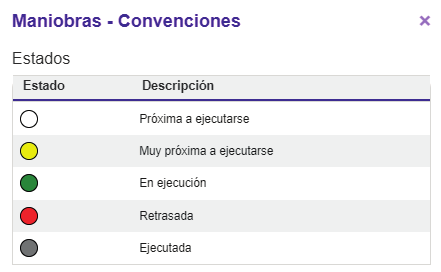 Maniobras - Convenciones ×
Estados
Estado Descripción
Próxima a ejecutarse
Muy próxima a ejecutarse
En ejecución
Retrasada
Ejecutada